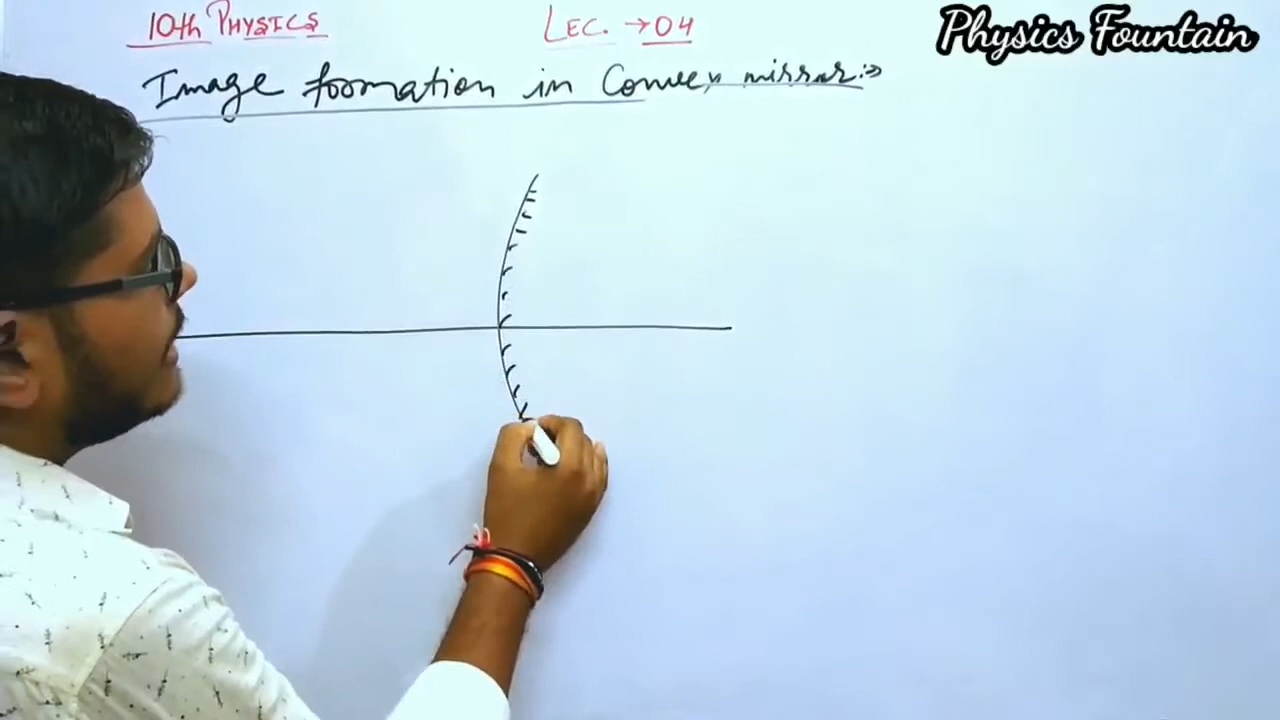 10th PHYSICS LEC. → 04 Physics Fountain
Image formation in Convex mirror:→